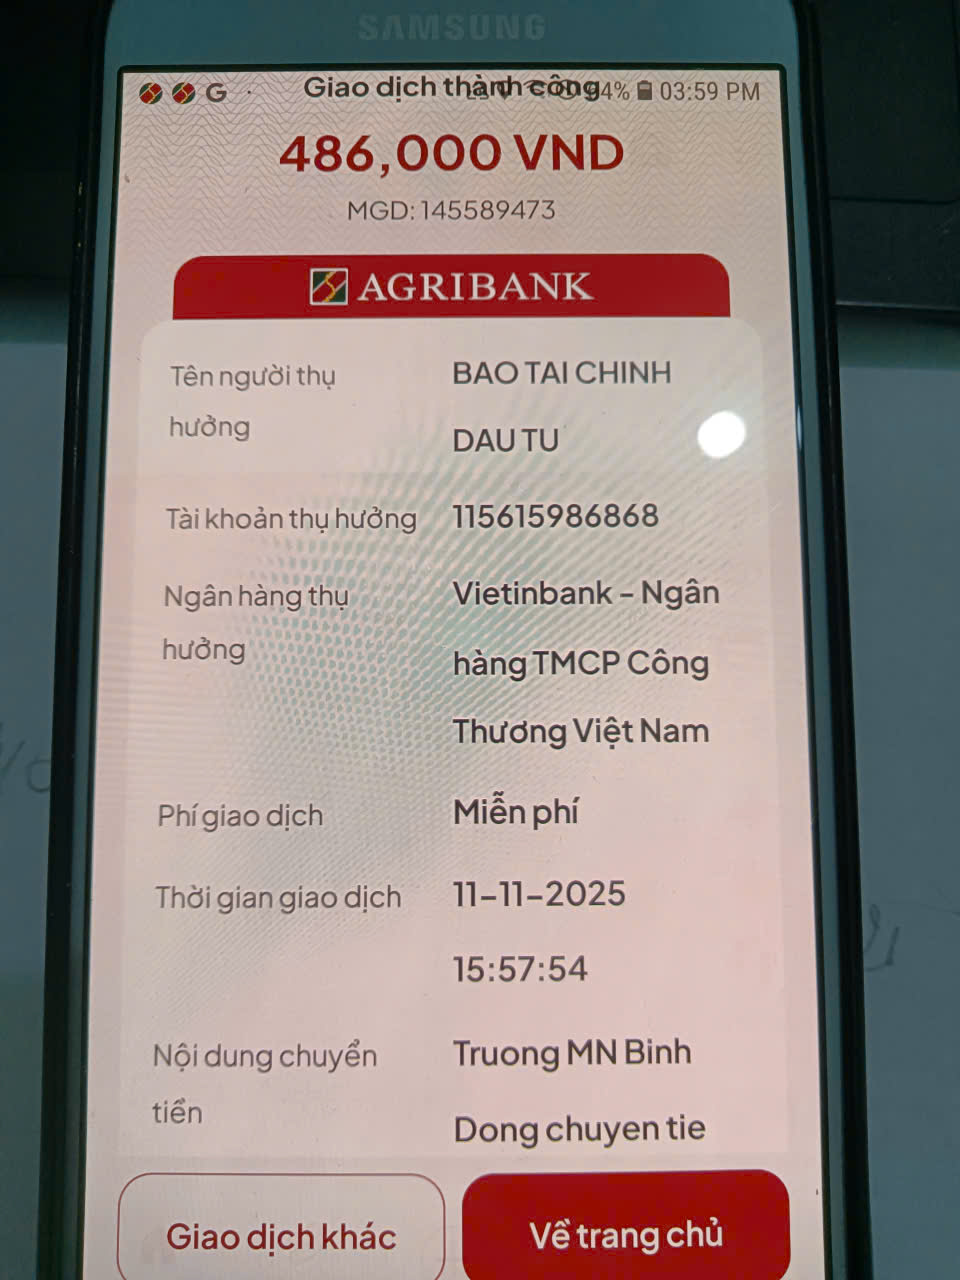 SAMSUNG
G · Giao dịch thành công 4% 03:59 PM
486,000 VND
MGD: 145589473
AGRIBANK
Tên người thụ hưởng
BAO TAI CHINH
DAU TU
Tài khoản thụ hưởng
115615986868
Ngân hàng thụ hưởng
Vietinbank – Ngân
hàng TMCP Công
Thương Việt Nam
Phí giao dịch
Miễn phí
Thời gian giao dịch
11-11-2025
15:57:54
Nội dung chuyển
tiền
Truong MN Binh
Dong chuyen tie
Giao dịch khác
Về trang chủ